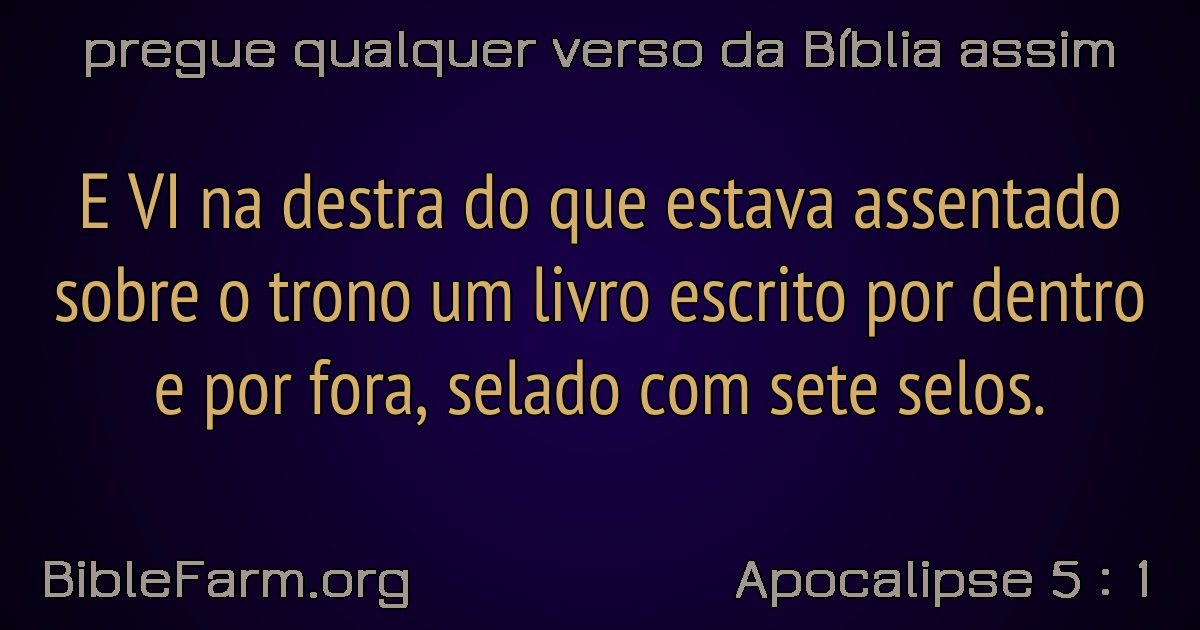 pregue qualquer verso da Bíblia assim
E VI na destra do que estava assentado
sobre o trono um livro escrito por dentro
e por fora, selado com sete selos.
BibleFarm.org
Apocalipse 5 : 1